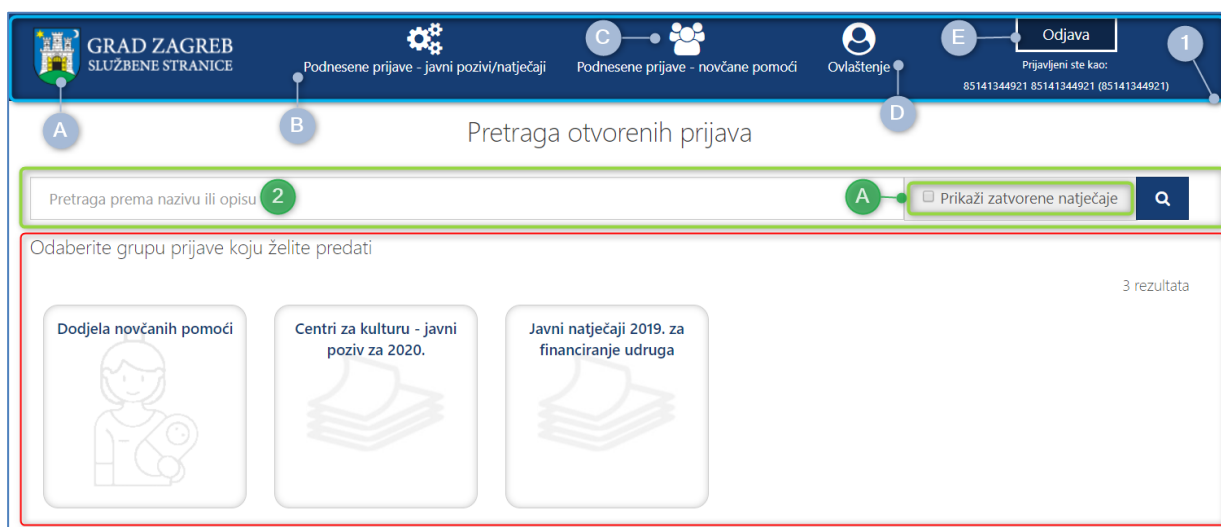 GRAD ZAGREB
SLUŽBENE STRANICE
A
Podnesene prijave - javni pozivi/natječaji
B
C
Podnesene prijave - novčane pomoći
Ovlaštenje
D
E
Odjava
Prijavljeni ste kao:
85141344921 85141344921 (85141344921)
1
Pretraga otvorenih prijava
Pretraga prema nazivu ili opisu
2
A
Prikaži zatvorene natječaje
Odaberite grupu prijave koju želite predati
3 rezultata
Dodjela novčanih pomoći
Centri za kulturu - javni
poziv za 2020.
Javni natječaji 2019. za
financiranje udruga